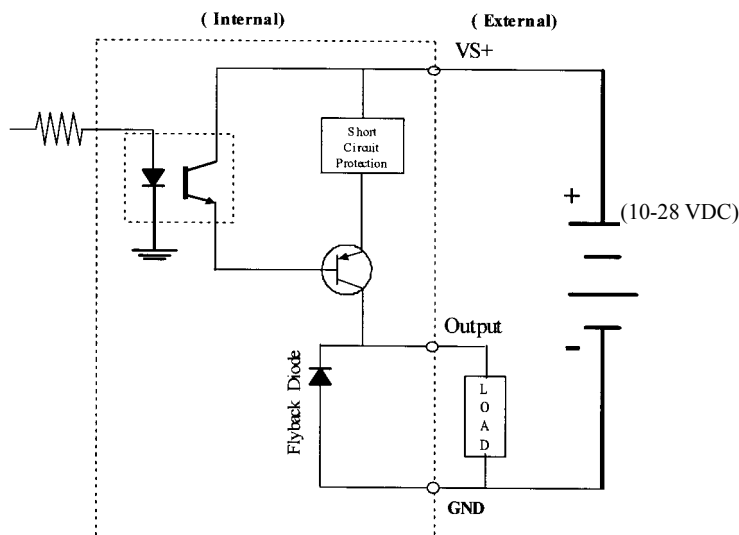 ( Internal)
( External)
VS+
Short
Circuit
Protection
+
(10-28 VDC)
Output
-
Flyback Diode
L
O
A
D
GND